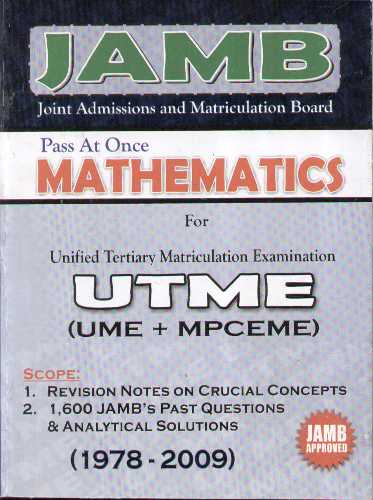 JAMB
Joint Admissions and Matriculation Board
Pass At Once
MATHEMATICS
For
Unified Tertiary Matriculation Examination
UTME
(UME + MPCEME)
SCOPE:
1. REVISION NOTES ON CRUCIAL CONCEPTS
2. 1,600 JAMB'S PAST QUESTIONS
& ANALYTICAL SOLUTIONS
(1978 - 2009)
JAMB
APPROVED